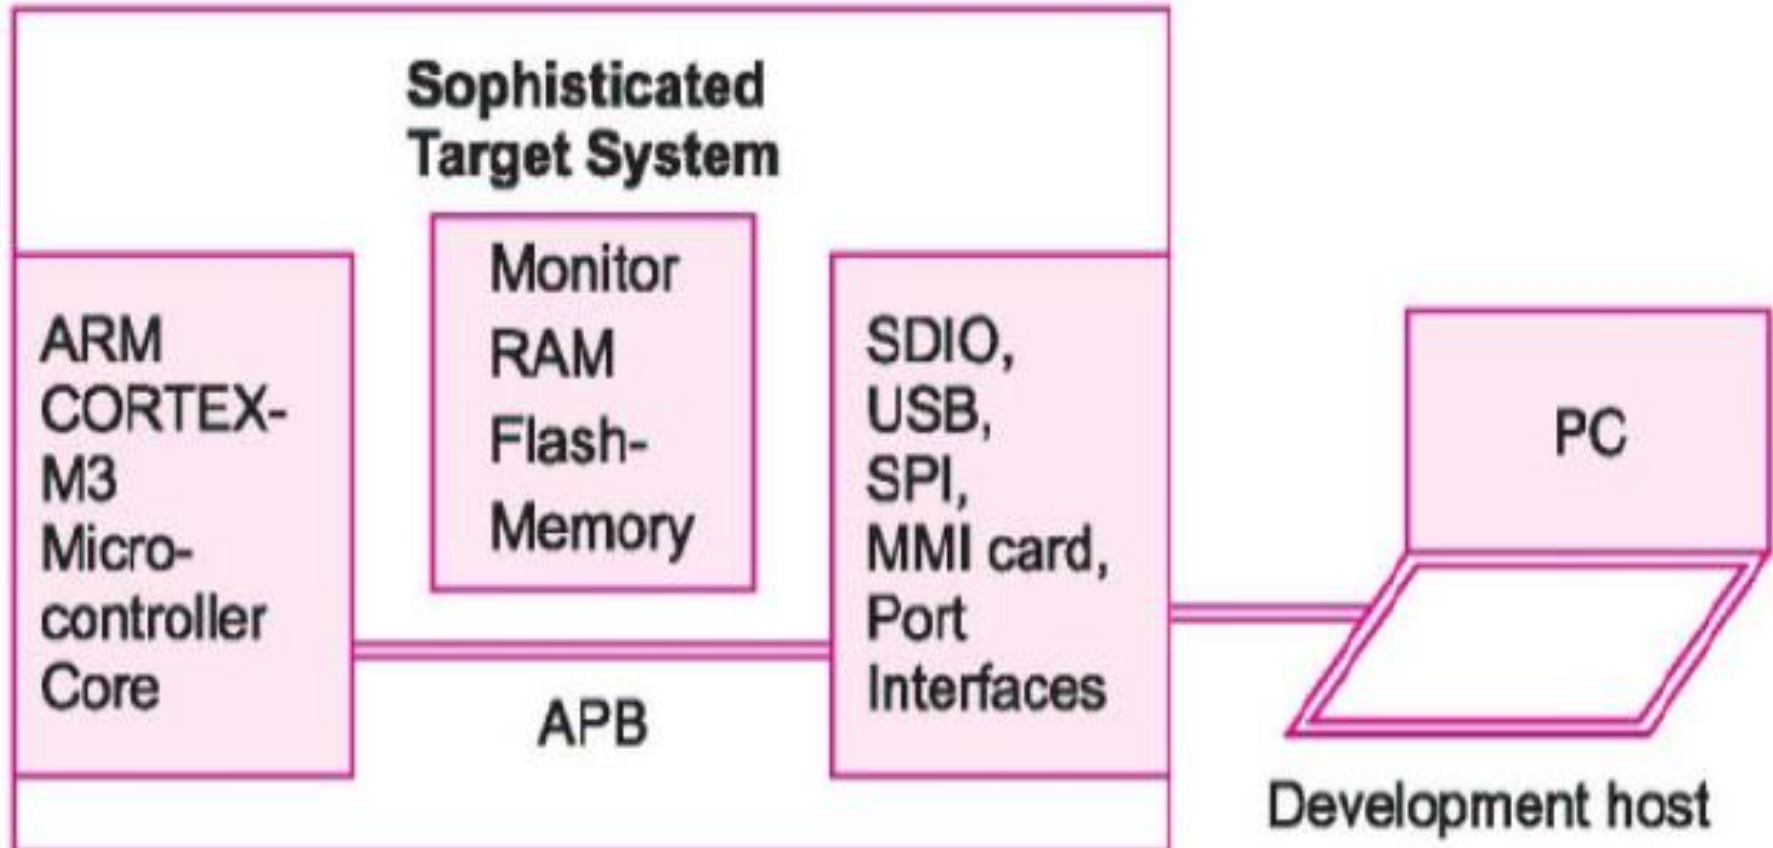 Sophisticated
Target System
ARM
CORTEX-
M3
Micro-
controller
Core
Monitor
RAM
Flash-
Memory
APB
SDIO,
USB,
SPI,
MMI card,
Port
Interfaces
PC
Development host